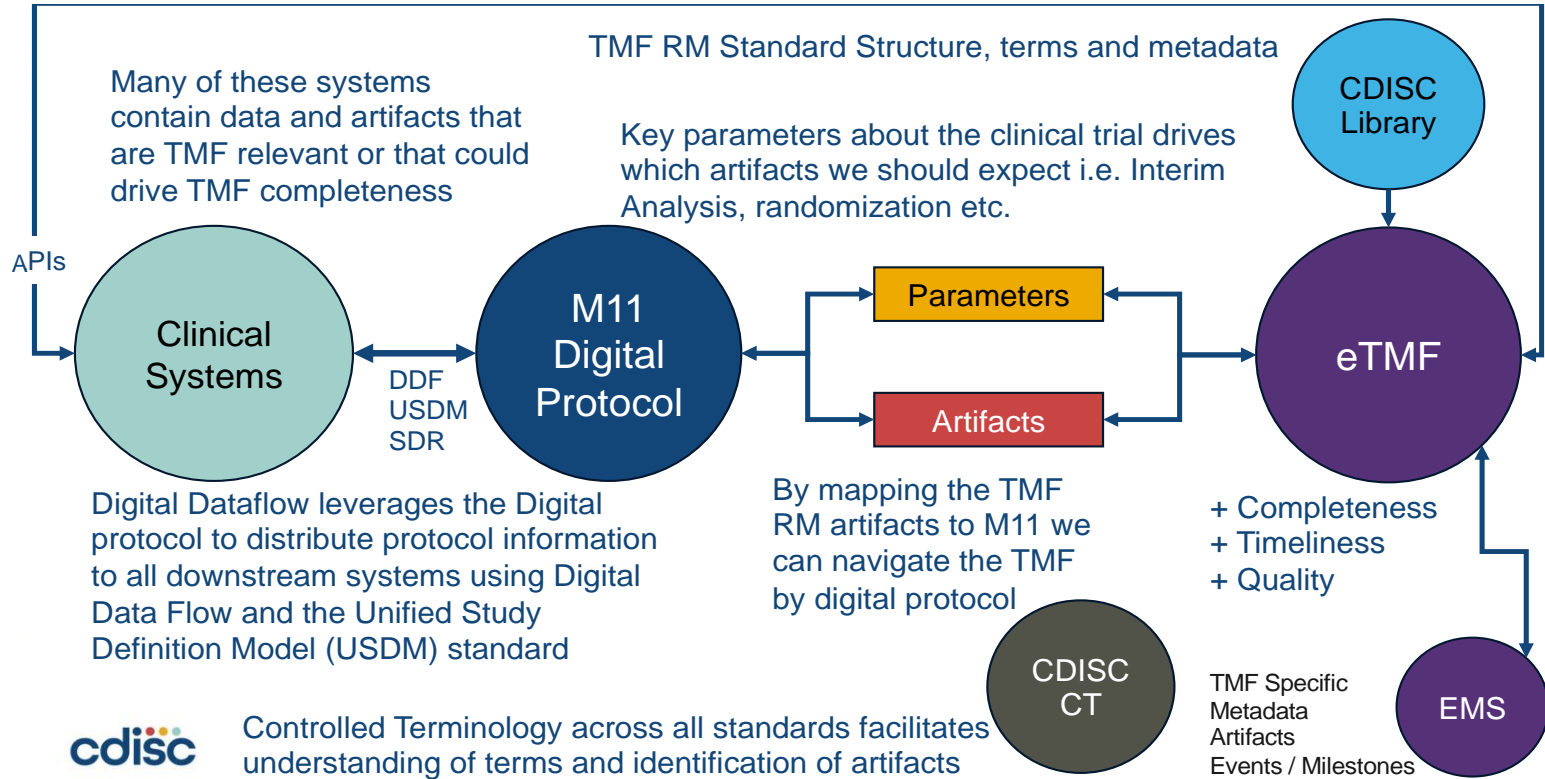 TMF RM Standard Structure, terms and metadata
CDISC
Library
Many of these systems
contain data and artifacts that
are TMF relevant or that could
drive TMF completeness
Key parameters about the clinical trial drives
which artifacts we should expect i.e. Interim
Analysis, randomization etc.
APIs
Clinical
Systems
DDF
USDM
SDR
M11
Digital
Protocol
Parameters
Artifacts
eTMF
Digital Dataflow leverages the Digital
protocol to distribute protocol information
to all downstream systems using Digital
Data Flow and the Unified Study
Definition Model (USDM) standard
By mapping the TMF
RM artifacts to M11 we
can navigate the TMF
by digital protocol
+ Completeness
+ Timeliness
+ Quality
CDISC
CT
TMF Specific
Metadada
Artifacts
Events / Milestones
EMS
cdisc
Controlled Terminology across all standards facilitates
understanding of terms and identification of artifacts